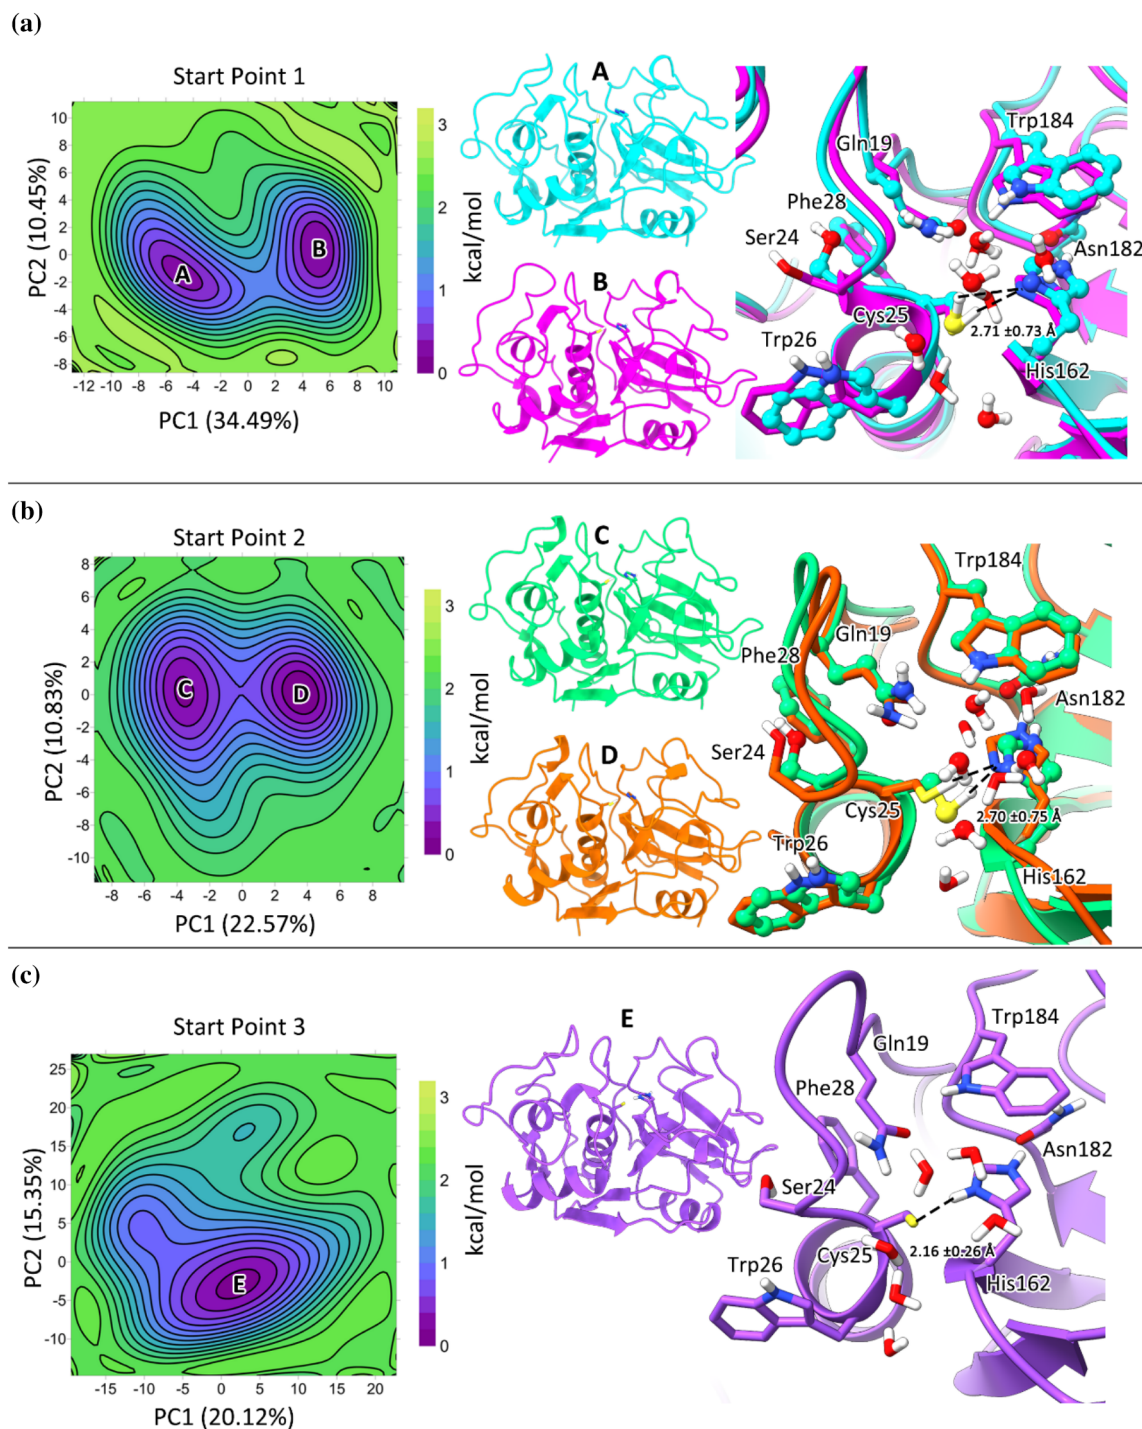 (a)
Start Point 1
PC2 (10.45%)
10
8
6
4
2
0
-2
-4
-6
-8
-12 -10 -8 -6 -4 -2 0 2 4 6 8 10
PC1 (34.49%)
3
2
1
0
kcal/mol
A
B
A
B
Trp184
Gln19
Phe28
Ser24
Asn182
Cys25
2.71 ±0.73 Å
Trp26
His162
(b)
Start Point 2
PC2 (10.83%)
8
6
4
2
0
-2
-4
-6
-8
-10
-8 -6 -4 -2 0 2 4 6 8
PC1 (22.57%)
3
2
1
0
kcal/mol
C
D
C
D
Trp184
Gln19
Phe28
Asn182
Ser24
Cys25
2.70 ±0.75 Å
Trp26
His162
(c)
Start Point 3
PC2 (15.35%)
25
20
15
10
5
0
-5
-10
-15 -10 -5 0 5 10 15 20
PC1 (20.12%)
3
2
1
0
kcal/mol
E
E
Trp184
Gln19
Phe28
Asn182
Ser24
Cys25
2.16 ±0.26 Å
Trp26
His162